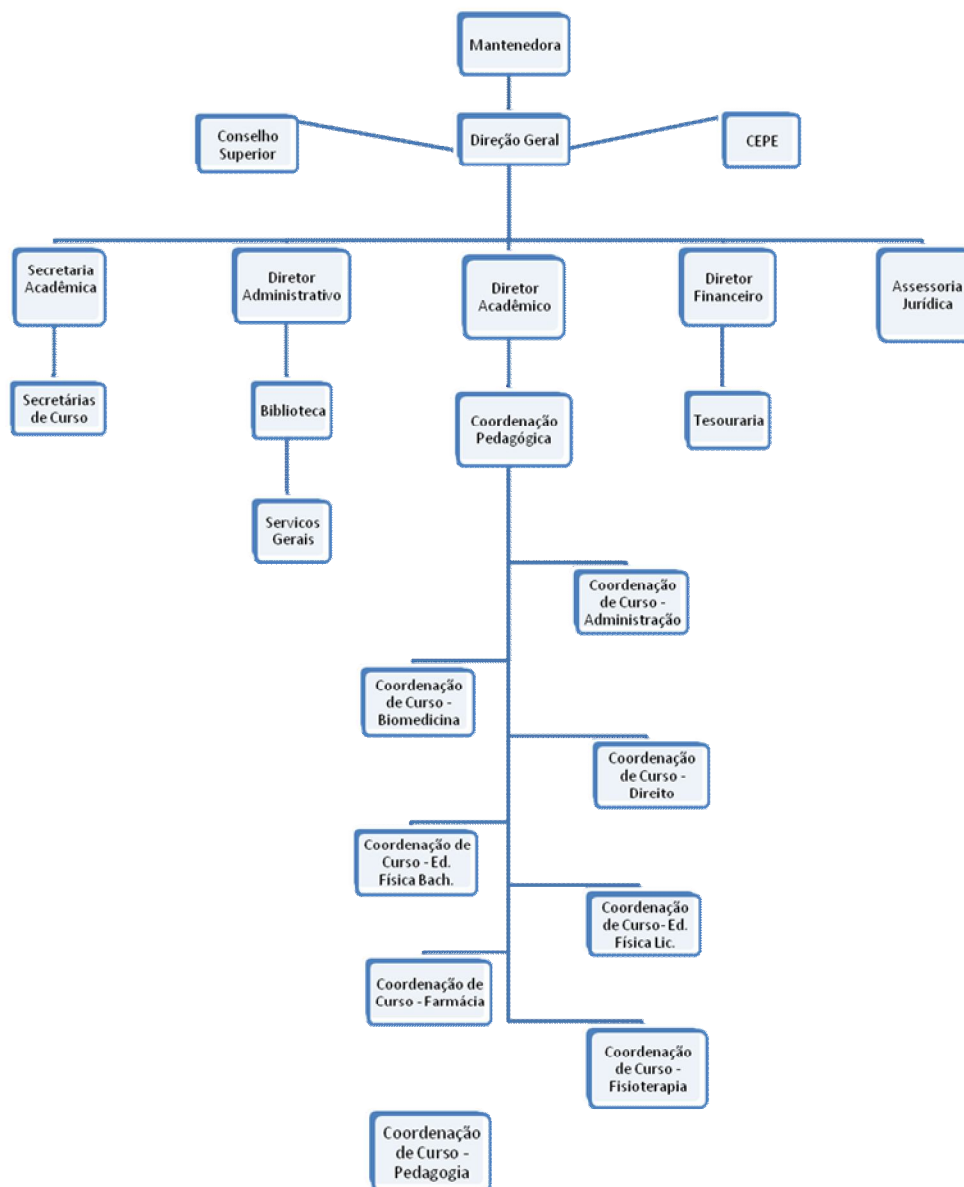 Mantenedora
Conselho
Superior
Direção Geral
CEPE
Secretaria
Acadêmica
Diretor
Administrativo
Diretor
Acadêmico
Diretor
Financeiro
Assessoria
Jurídica
Secretárias
de Curso
Biblioteca
Coordenação
Pedagógica
Tesouraria
Servicos
Gerais
Coordenação
de Curso -
Administração
Coordenação
de Curso -
Biomedicina
Coordenação
de Curso -
Direito
Coordenação de
Curso - Ed.
Física Bach.
Coordenação
de Curso- Ed.
Física Lic.
Coordenação de
Curso - Farmácia
Coordenação
de Curso -
Fisioterapia
Coordenação
de Curso -
Pedagogia